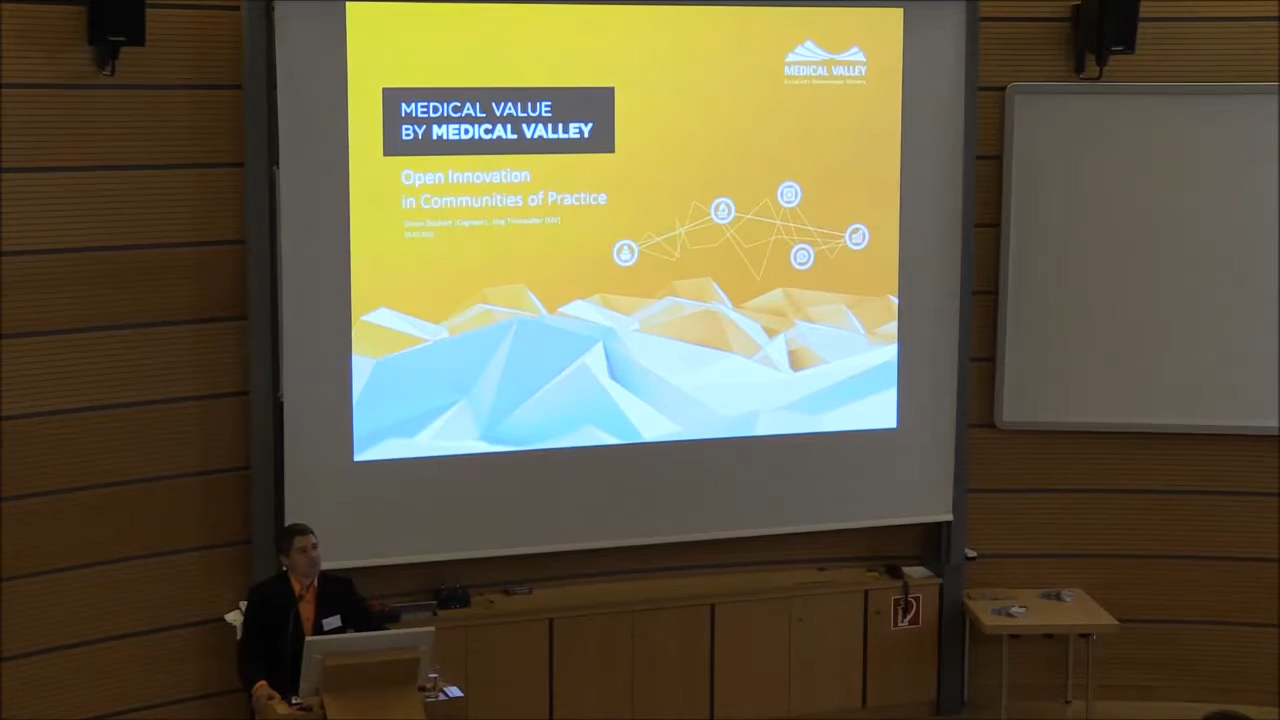 MEDICAL VALLEY
MEDICAL VALUE
BY MEDICAL VALLEY
Open Innovation
in Communities of Practice